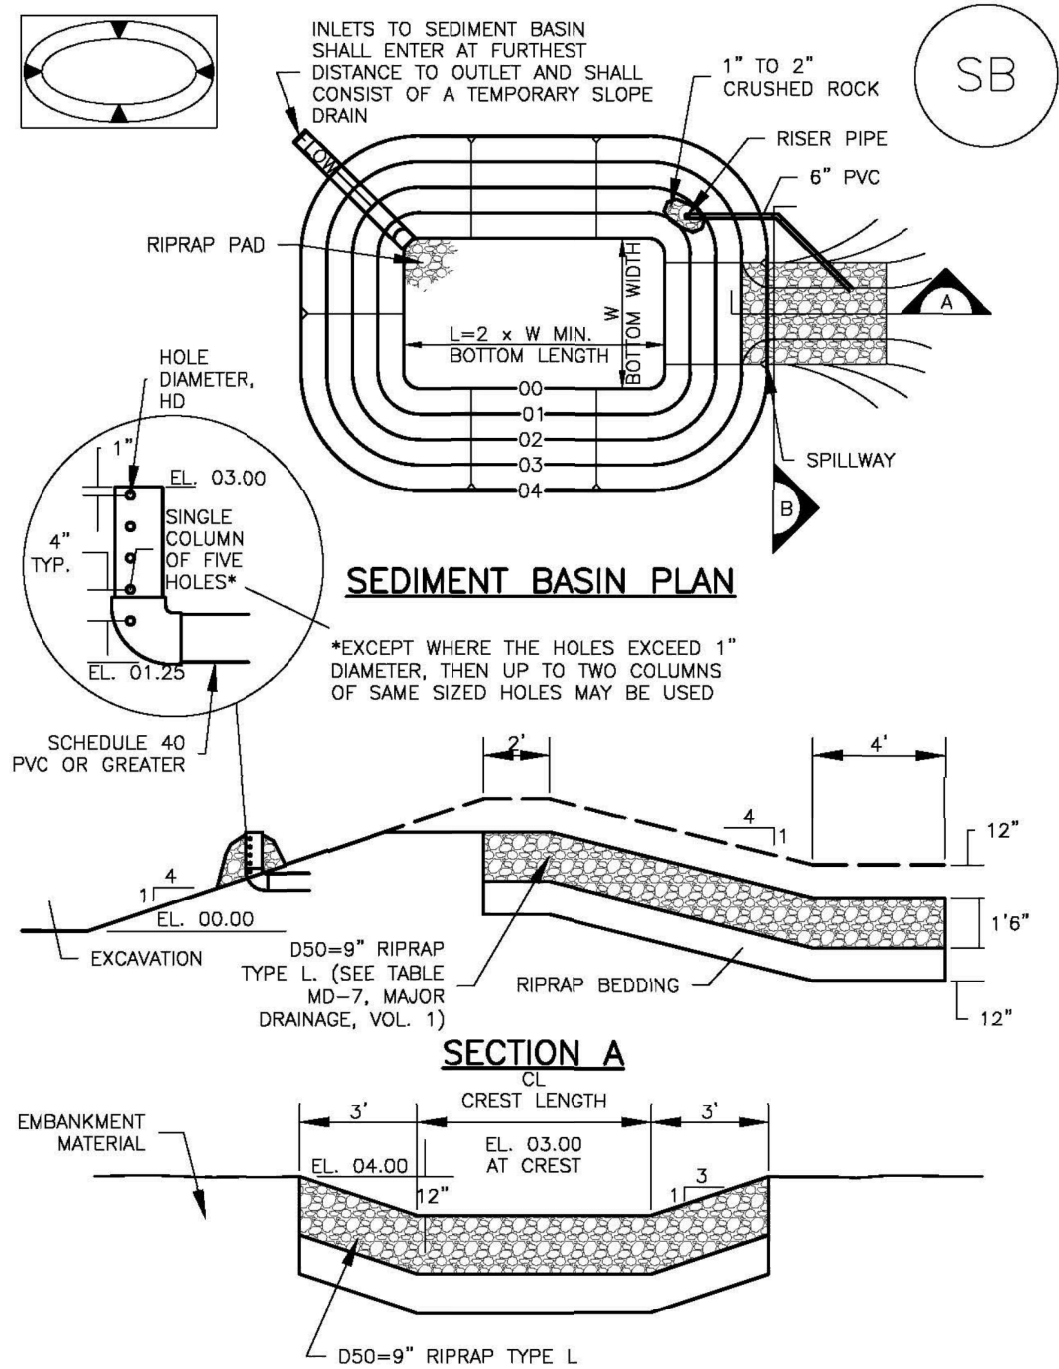 INLETS TO SEDIMENT BASIN
SHALL ENTER AT FURTHEST
DISTANCE TO OUTLET AND SHALL
CONSIST OF A TEMPORARY SLOPE
DRAIN
1" TO 2"
CRUSHED ROCK
SB
RISER PIPE
6" PVC
FLOW
RIPRAP PAD
W
BOTTOM WIDTH
A
L=2 x W MIN.
BOTTOM LENGTH
00
01
02
03
04
SPILLWAY
B
HOLE
DIAMETER,
HD
1"
EL. 03.00
4"
TYP.
SINGLE
COLUMN
OF FIVE
HOLES*
EL. 01.25
SEDIMENT BASIN PLAN
*EXCEPT WHERE THE HOLES EXCEED 1"
DIAMETER, THEN UP TO TWO COLUMNS
OF SAME SIZED HOLES MAY BE USED
SCHEDULE 40
PVC OR GREATER
2'
4'
4
1
12"
4
1
EL. 00.00
1'6"
EXCAVATION
D50=9" RIPRAP
TYPE L. (SEE TABLE
MD-7, MAJOR
DRAINAGE, VOL. 1)
RIPRAP BEDDING
12"
SECTION A
CL
CREST LENGTH
3'
3'
EMBANKMENT
MATERIAL
EL. 04.00
EL. 03.00
AT CREST
12"
3
1
D50=9" RIPRAP TYPE L